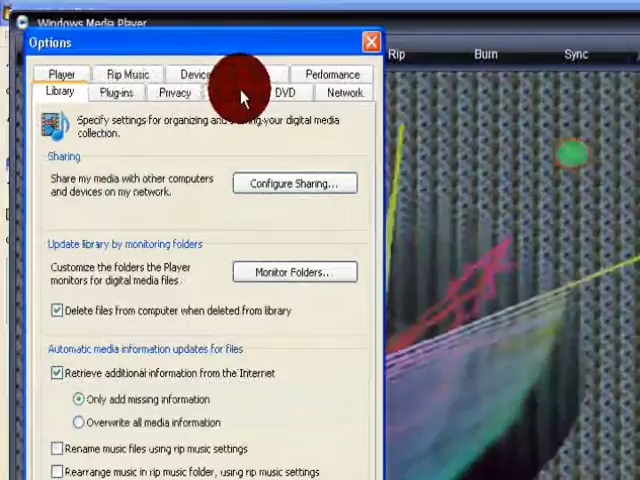 Windows Media Player
Options
Rip Burn Sync
Player Rip Music Performance
Library Plug-ins Privacy DVD Network
Specify settings for organizing and your digital media
collection.
Sharing
Share my media with other computers
and devices on my network.
Configure Sharing...
Update library by monitoring folders
Customize the folders the Player
monitors for digital media files.
Monitor Folders...
Delete files from computer when deleted from library
Automatic media information updates for files
Retrieve additional information from the Internet
Only add missing information
Overwrite all media information
Rename music files using rip music settings
Rearrange music in rip music folder, using rip music settings